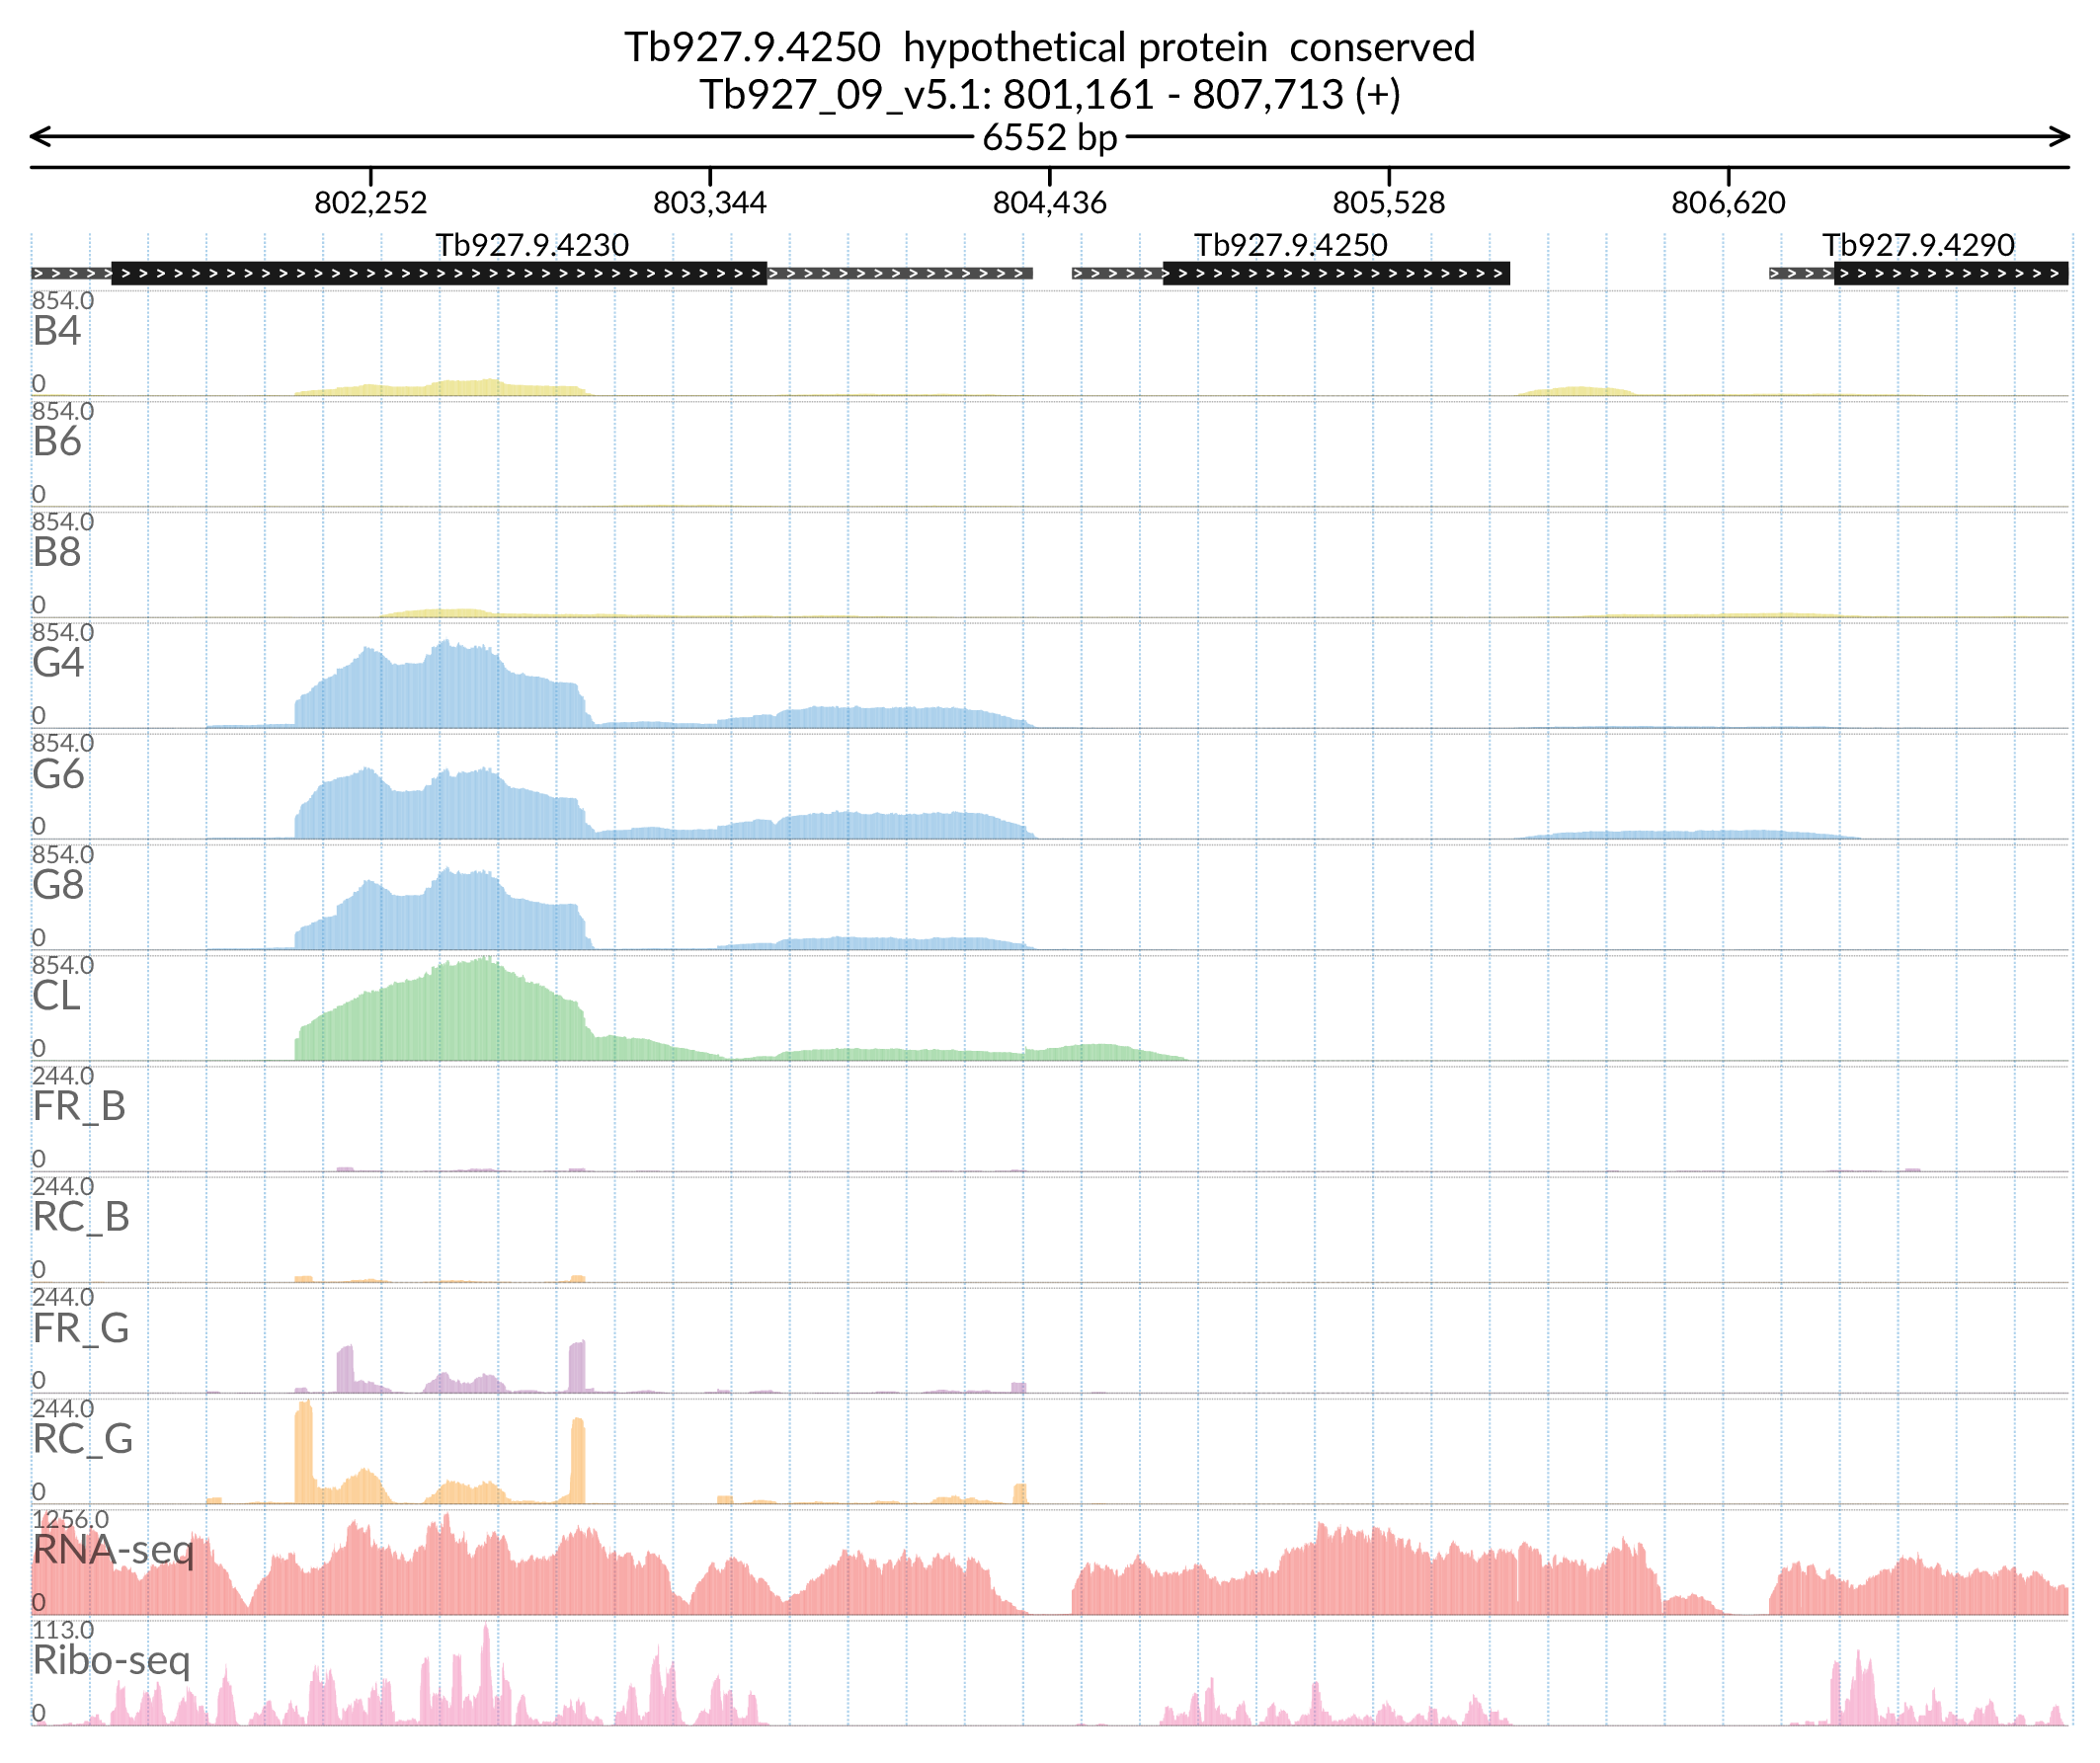 Tb927.9.4250  hypothetical protein  conserved
Tb927_09_v5.1: 801,161 - 807,713 (+)
6552 bp
802,252 803,344 804,436 805,528 806,620
Tb927.9.4230 Tb927.9.4250 Tb927.9.4290
854.0
B4
0
854.0
B6
0
854.0
B8
0
854.0
G4
0
854.0
G6
0
854.0
G8
0
854.0
CL
0
244.0
FR_B
0
244.0
RC_B
0
244.0
FR_G
0
244.0
RC_G
0
1256.0
RNA-seq
0
113.0
Ribo-seq
0